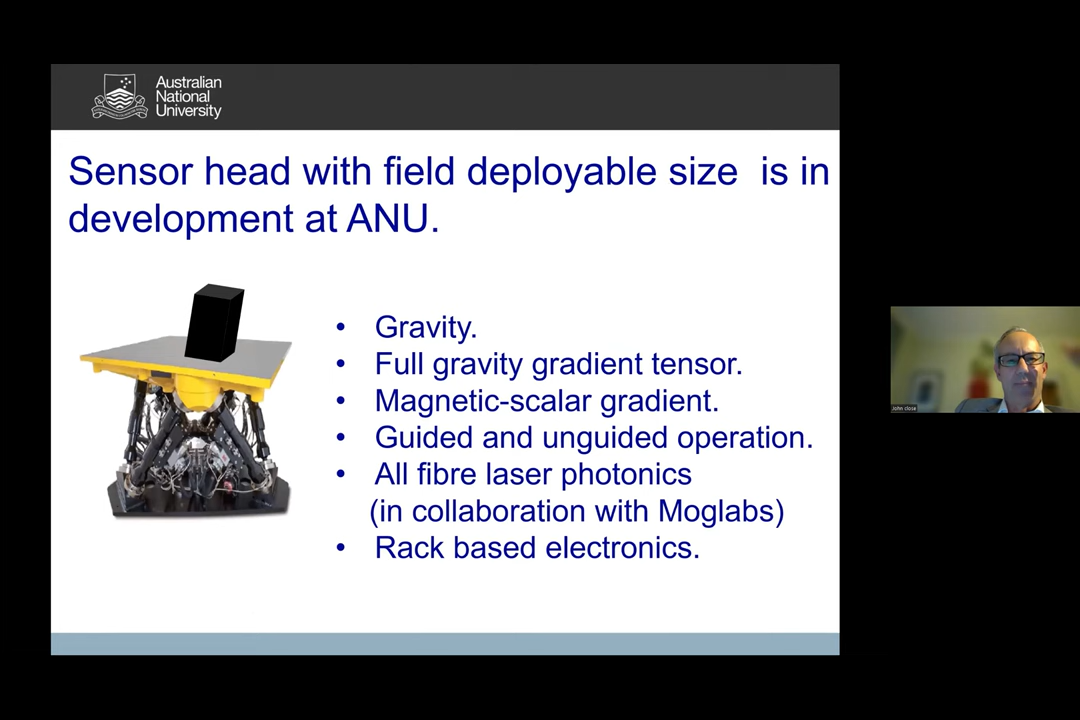 Australian
National
University
Sensor head with field deployable size is in
development at ANU.
• Gravity.
• Full gravity gradient tensor.
• Magnetic-scalar gradient.
• Guided and unguided operation.
• All fibre laser photonics
(in collaboration with Moglabs)
• Rack based electronics.
John close